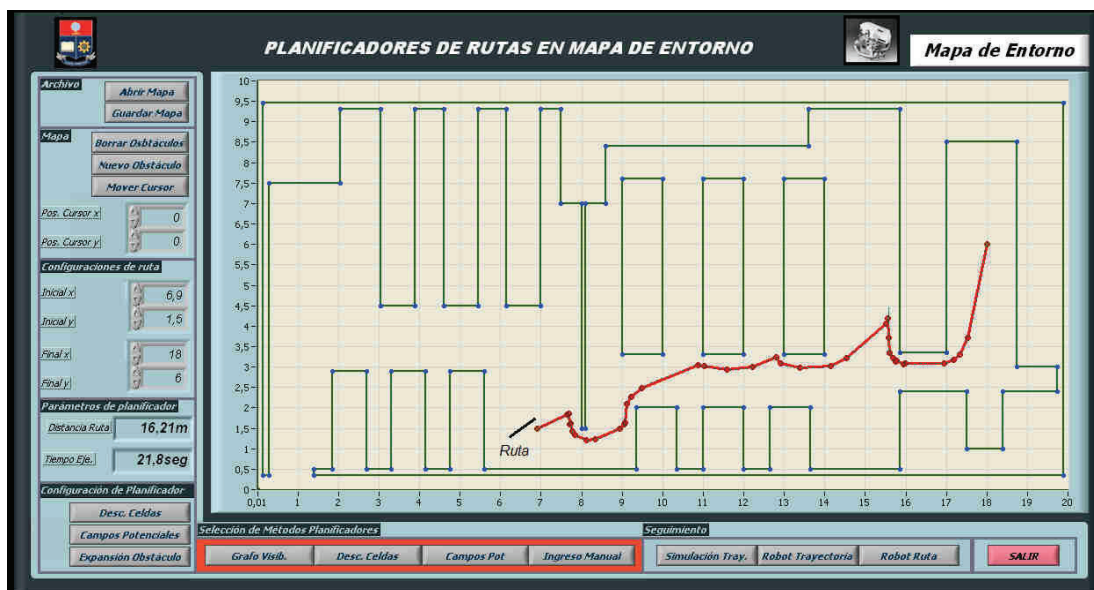 PLANIFICADORES DE RUTAS EN MAPA DE ENTORNO
Mapa de Entorno
Archivo
Abrir Mapa
Guardar Mapa
Mapa
Borrar Osbtáculos
Nuevo Obstáculo
Mover Cursor
Pos. Cursor x
0
Pos. Cursor y
0
Configuraciones de ruta
Inicial x
6,9
Inicial y
1,5
Final x
18
Final y
6
Parámetros de planificador
Distancia Ruta
16,21m
Tiempo Eje.
21,8seg
Configuración de Planificador
Desc. Celdas
Campos Potenciales
Expansión Obstáculo
10
9,5
9
8,5
8
7,5
7
6,5
6
5,5
5
4,5
4
3,5
3
2,5
2
1,5
1
0,5
0
0,01 1 2 3 4 5 6 7 8 9 10 11 12 13 14 15 16 17 18 19 20
Ruta
Selección de Métodos Planificadores
Grafo Visib.
Desc. Celdas
Campos Pot
Ingreso Manual
Seguimiento
Simulación Tray.
Robot Trayectoria
Robot Ruta
SALIR